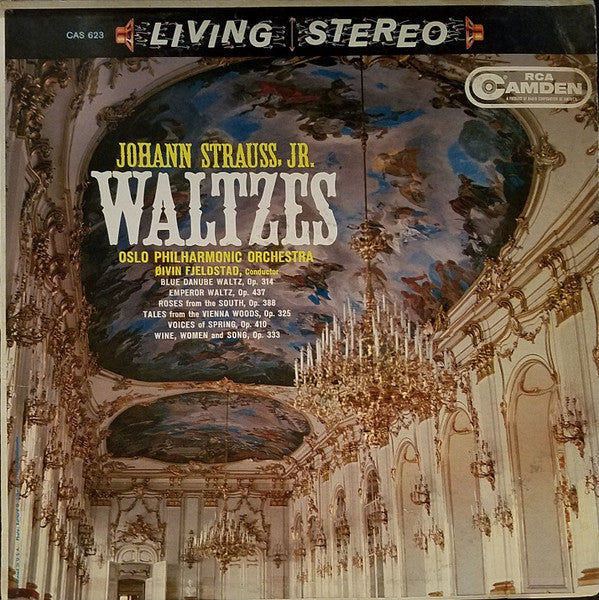 CAS 623
LIVING STEREO
RCA
CAMDEN
A PRODUCT OF RADIO CORPORATION OF AMERICA
JOHANN STRAUSS, JR.
WALTZES
OSLO PHILHARMONIC ORCHESTRA
ØIVIN FJELDSTAD, Conductor
BLUE DANUBE WALTZ, Op. 314
EMPEROR WALTZ, Op. 437
ROSES from the SOUTH, Op. 388
TALES from the VIENNA WOODS, Op. 325
VOICES of SPRING, Op. 410
WINE, WOMEN and SONG, Op. 333